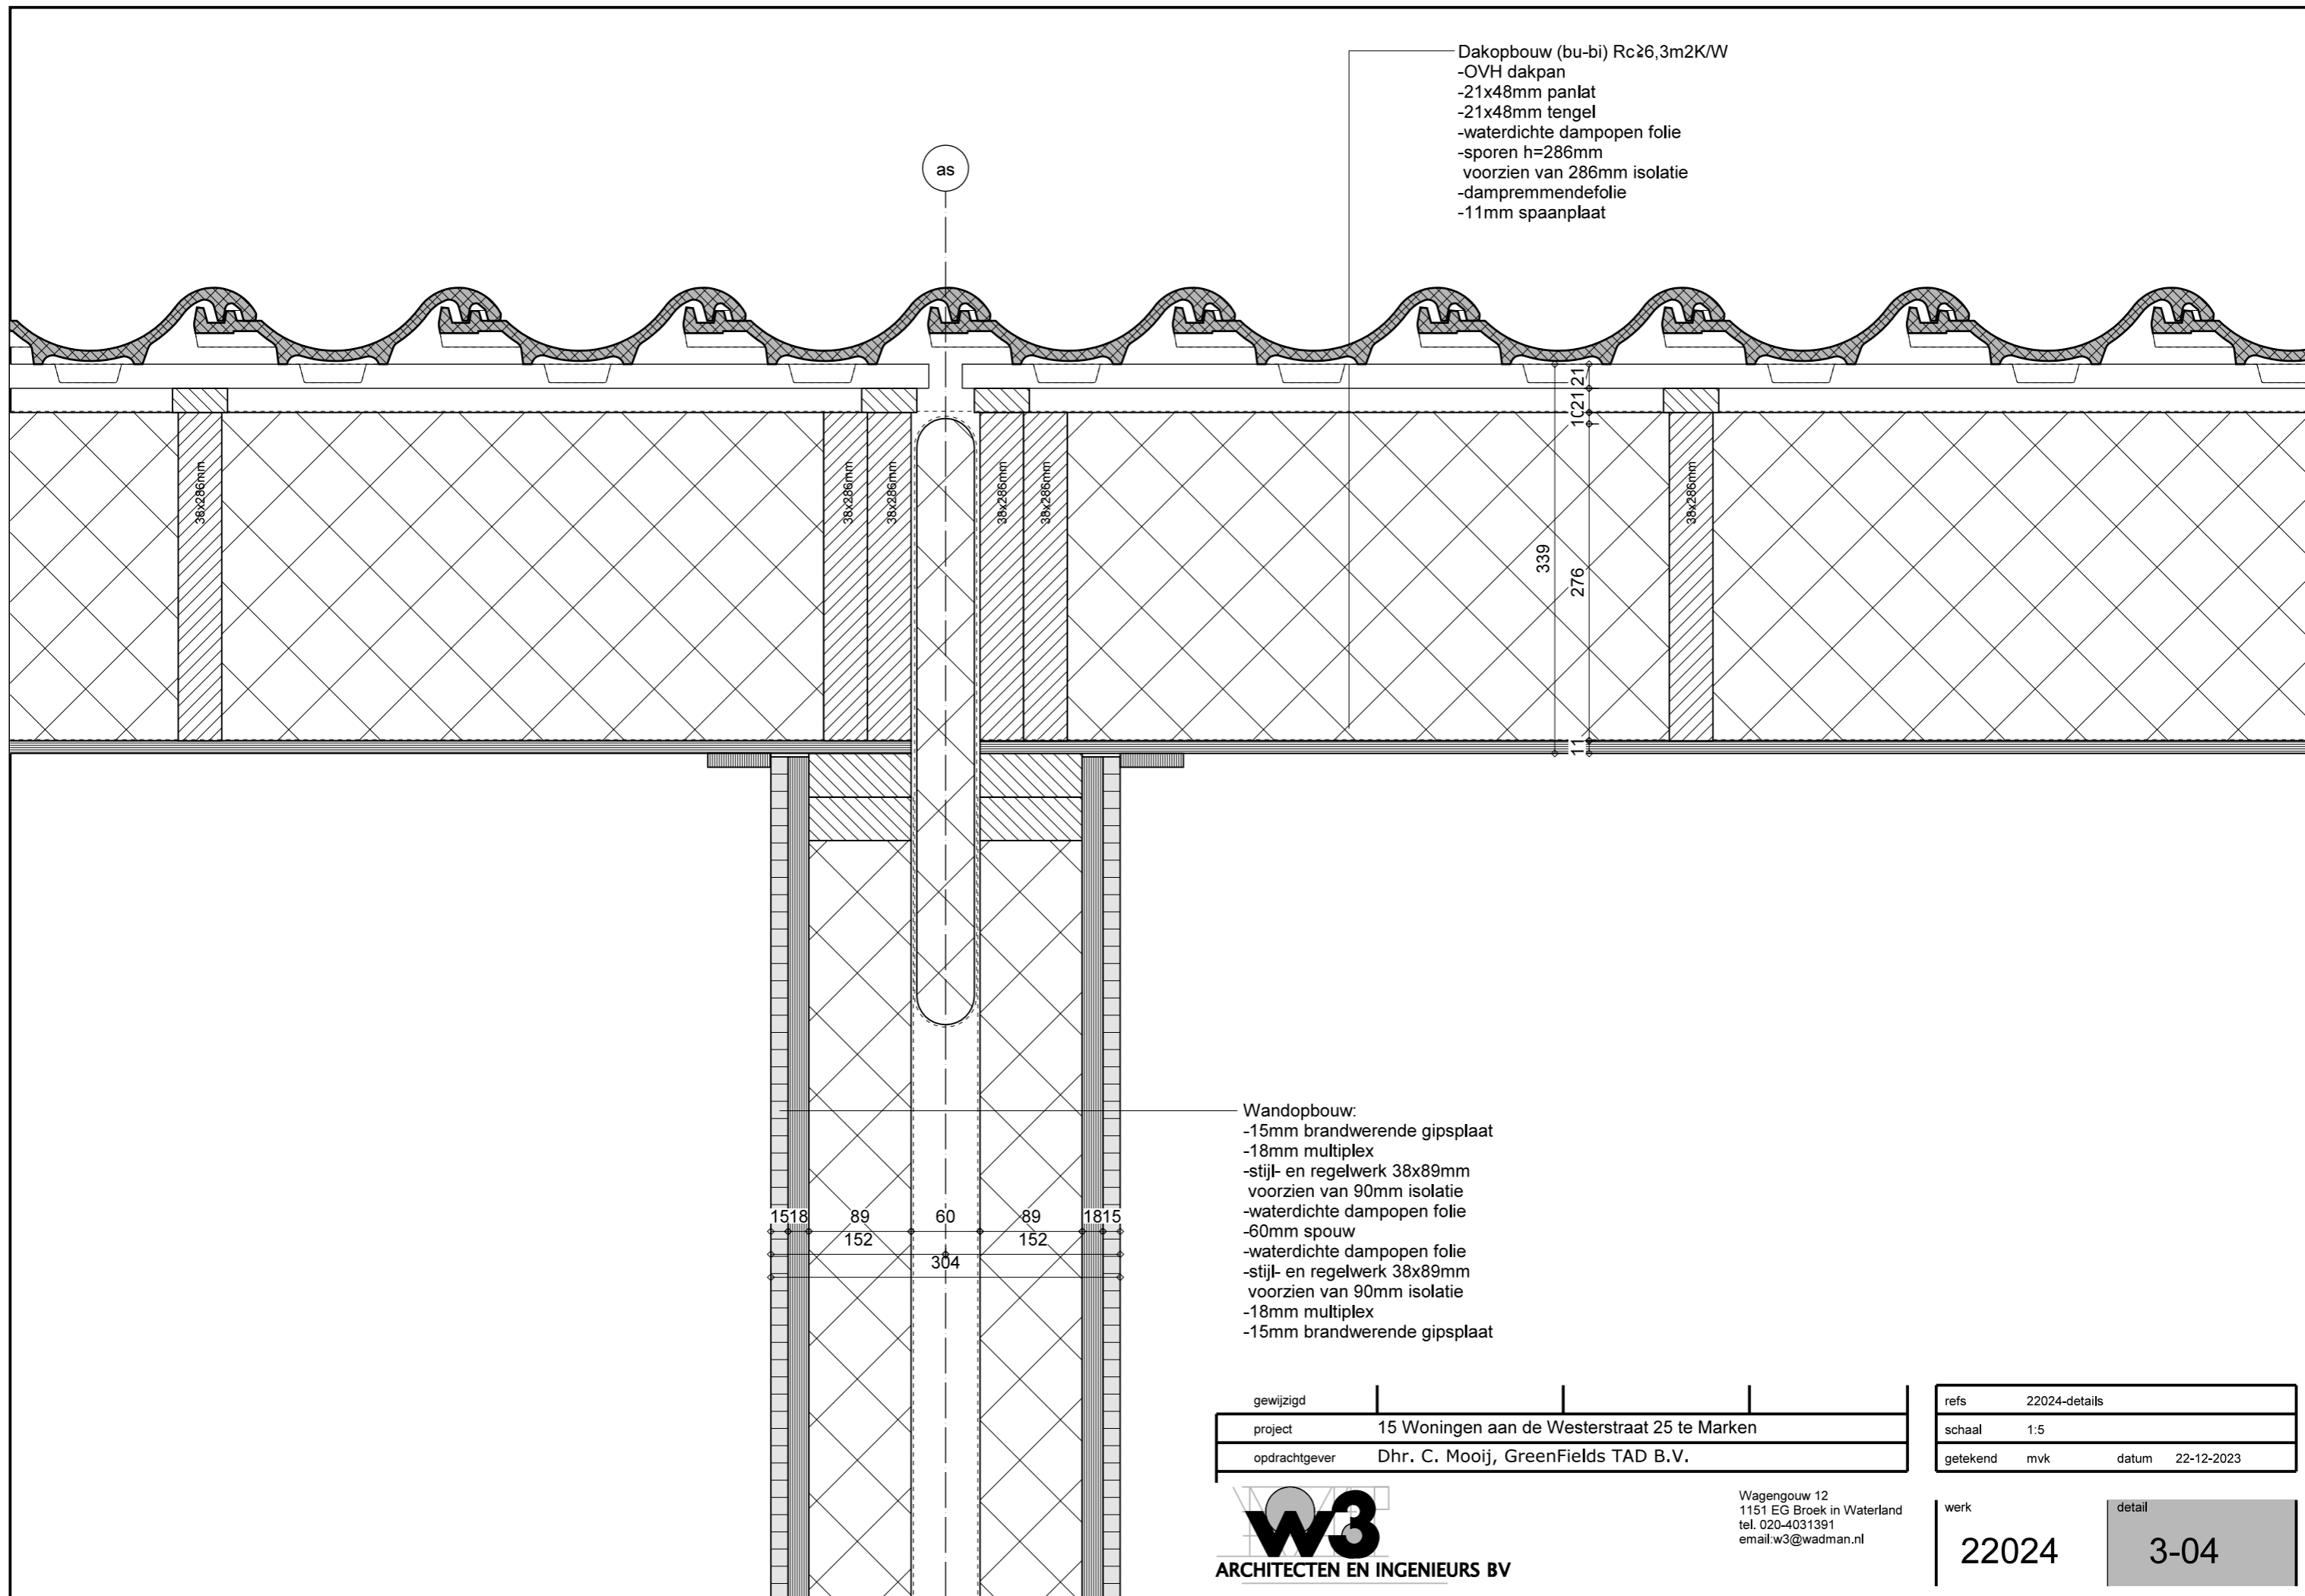 Dakopbouw (bu-bi) Rc≥6,3m2K/W
-OVH dakpan
-21x48mm panlat
-21x48mm tengel
-waterdichte dampopen folie
-sporen h=286mm
voorzien van 286mm isolatie
-dampremmendefolie
-11mm spaanplaat
as
21
21
10
38x286mm
38x286mm
38x286mm
38x286mm
38x286mm
38x286mm
339
276
11
Wandopbouw:
-15mm brandwerende gipsplaat
-18mm multiplex
-stijl- en regelwerk 38x89mm
voorzien van 90mm isolatie
-waterdichte dampopen folie
-60mm spouw
-waterdichte dampopen folie
-stijl- en regelwerk 38x89mm
voorzien van 90mm isolatie
-18mm multiplex
-15mm brandwerende gipsplaat
15 18 89 60 89 18 15
152 152
304
gewijzigd
project 15 Woningen aan de Westerstraat 25 te Marken
opdrachtgever Dhr. C. Mooij, GreenFields TAD B.V.
refs 22024-details
schaal 1:5
getekend mvk datum 22-12-2023
w3
ARCHITECTEN EN INGENIEURS BV
Wagengouw 12
1151 EG Broek in Waterland
tel. 020-4031391
email:w3@wadman.nl
werk
22024
detail
3-04